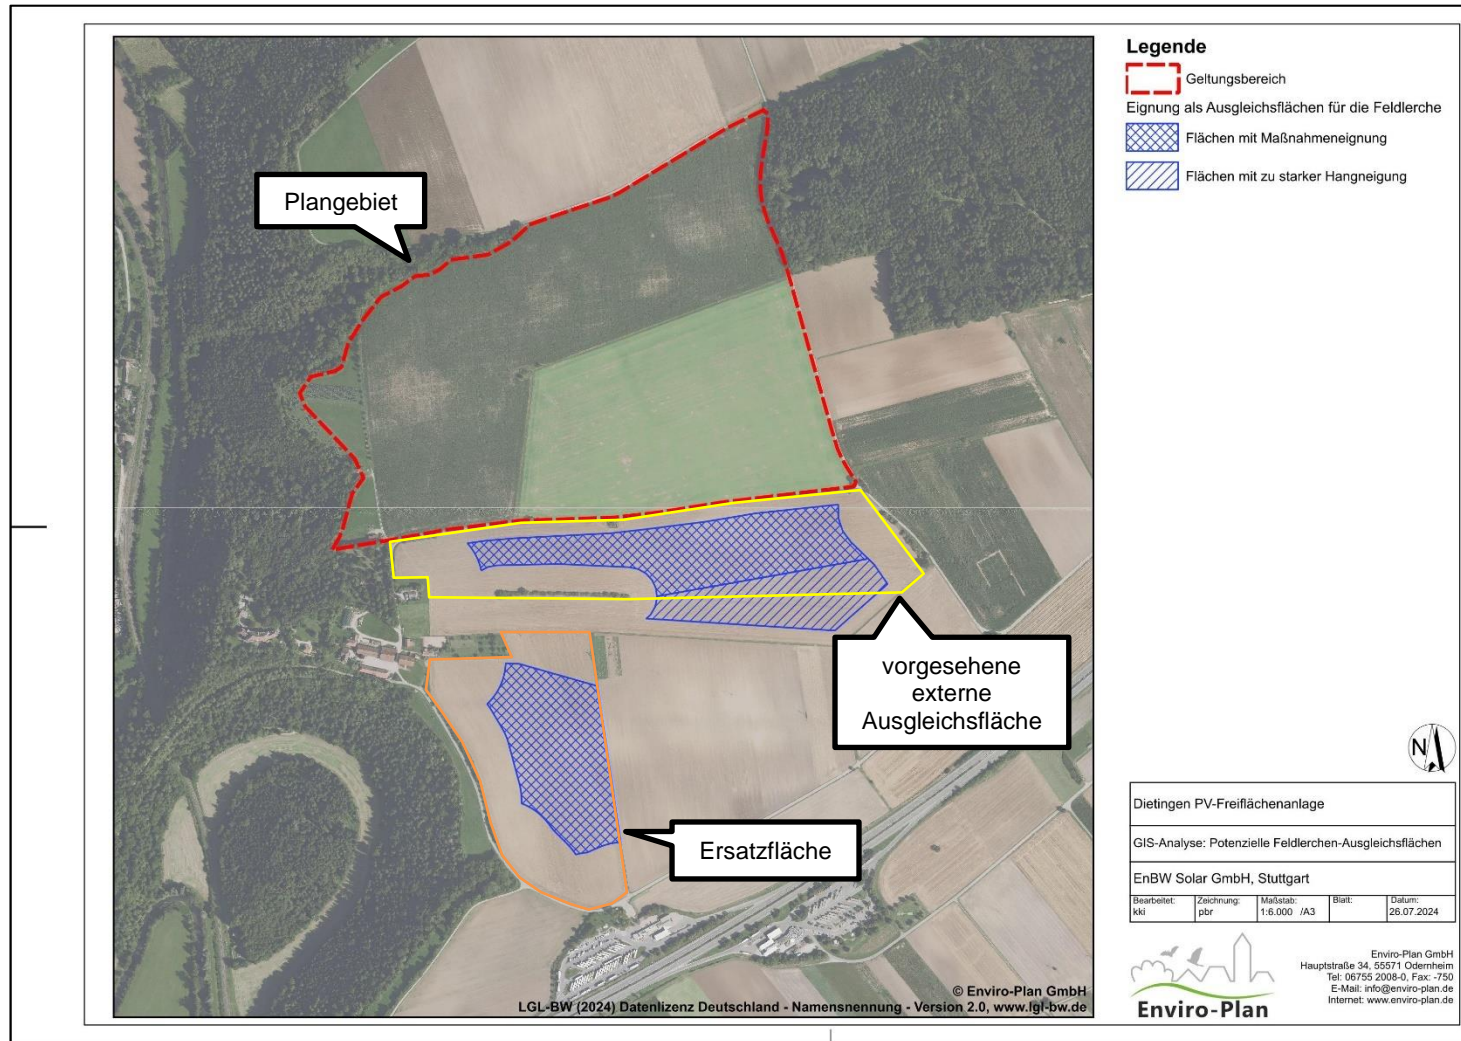 Plangebiet
vorgesehene
externe
Ausgleichsfläche
Ersatzfläche
© Enviro-Plan GmbH
LGL-BW (2024) Datenlizenz Deutschland - Namensnennung - Version 2.0, www.lgl-bw.de
Legende
Geltungsbereich
Eignung als Ausgleichsflächen für die Feldlerche
Flächen mit Maßnahmeneignung
Flächen mit zu starker Hangneigung
N
Dietingen PV-Freiflächenanlage
GIS-Analyse: Potenzielle Feldlerchen-Ausgleichsflächen
EnBW Solar GmbH, Stuttgart
Bearbeitet: Zeichnung: Maßstab: Blatt: Datum:
kki pbr 1:6.000 /A3 26.07.2024
Enviro-Plan GmbH
Hauptstraße 34, 55571 Odernheim
Tel: 06755 2008-0, Fax: -750
E-Mail: info@enviro-plan.de
Internet: www.enviro-plan.de
Enviro-Plan